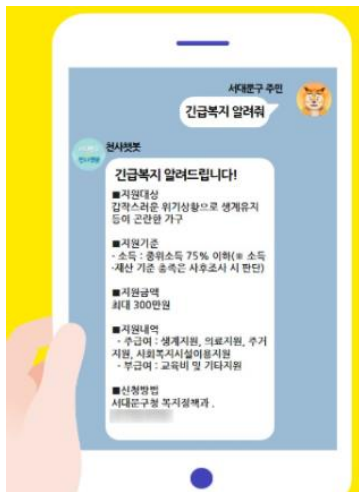 서대문구 주민
긴급복지 알려줘
천사챗봇
긴급복지 알려드립니다!
■지원대상
갑작스러운 위기상황으로 생계유지
등이 곤란한 가구
■지원기준
- 소득 : 중위소득 75% 이하(※ 소득
-재산 기준 충족은 사후조사 시 판단)
■지원금액
최대 300만원
■지원내역
- 주급여 : 생계지원, 의료지원, 주거
지원, 사회복지시설이용지원
- 부급여 : 교육비 및 기타지원
■신청방법
서대문구청 복지정책과 .